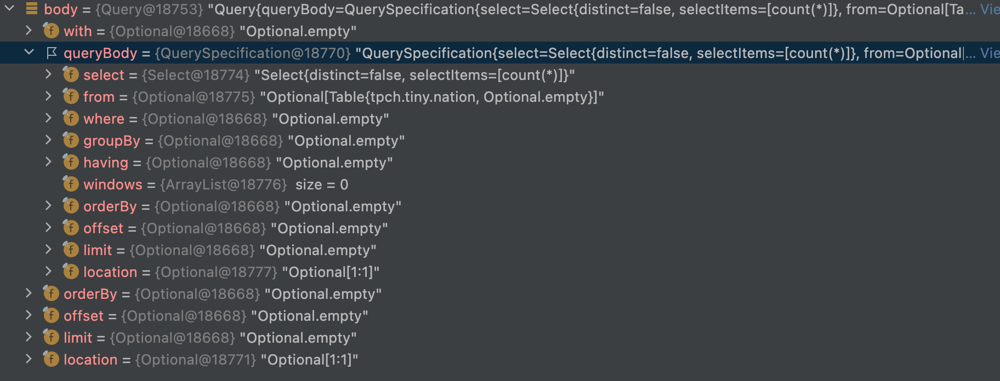 body = {Query@18753} "Query{queryBody=QuerySpecification{select=Select{distinct=false, selectItems=[count(*)]}, from=Optional[Ta... Vie
f with = {Optional@18668} "Optional.empty"
queryBody = {QuerySpecification@18770} "QuerySpecification{select=Select{distinct=false, selectItems=[count(*)]}, from=Optional[... Vie
f select = {Select@18774} "Select{distinct=false, selectItems=[count(*)]}"
f from = {Optional@18775} "Optional[Table{tpch.tiny.nation, Optional.empty}]"
f where = {Optional@18668} "Optional.empty"
f groupBy = {Optional@18668} "Optional.empty"
f having = {Optional@18668} "Optional.empty"
f windows = {ArrayList@18776} size = 0
f orderBy = {Optional@18668} "Optional.empty"
f offset = {Optional@18668} "Optional.empty"
f limit = {Optional@18668} "Optional.empty"
f location = {Optional@18777} "Optional[1:1]"
f orderBy = {Optional@18668} "Optional.empty"
f offset = {Optional@18668} "Optional.empty"
f limit = {Optional@18668} "Optional.empty"
f location = {Optional@18771} "Optional[1:1]"